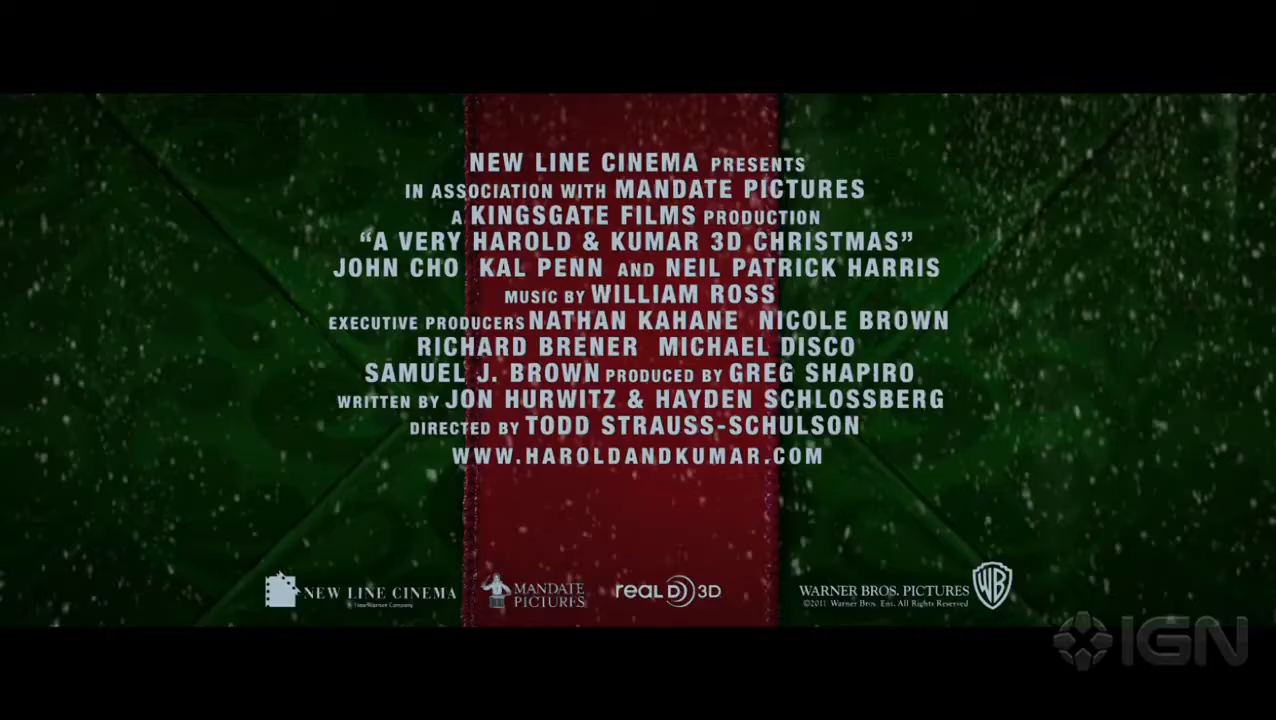 NEW LINE CINEMA PRESENTS
IN ASSOCIATION WITH MANDATE PICTURES
A KINGSGATE FILMS PRODUCTION
“A VERY HAROLD & KUMAR 3D CHRISTMAS”
JOHN CHO KAL PENN AND NEIL PATRICK HARRIS
MUSIC BY WILLIAM ROSS
EXECUTIVE PRODUCERS NATHAN KAHANE NICOLE BROWN
RICHARD BRENER MICHAEL DISCO
SAMUEL J. BROWN PRODUCED BY GREG SHAPIRO
WRITTEN BY JON HURWITZ & HAYDEN SCHLOSSBERG
DIRECTED BY TODD STRAUSS-SCHULSON
WWW.HAROLDANDKUMAR.COM
NEW LINE CINEMA
A TimeWarner Company
MANDATE
PICTURES
REAL D 3D
WARNER BROS. PICTURES
©2011 Warner Bros. Ent. All Rights Reserved
WB
IGN